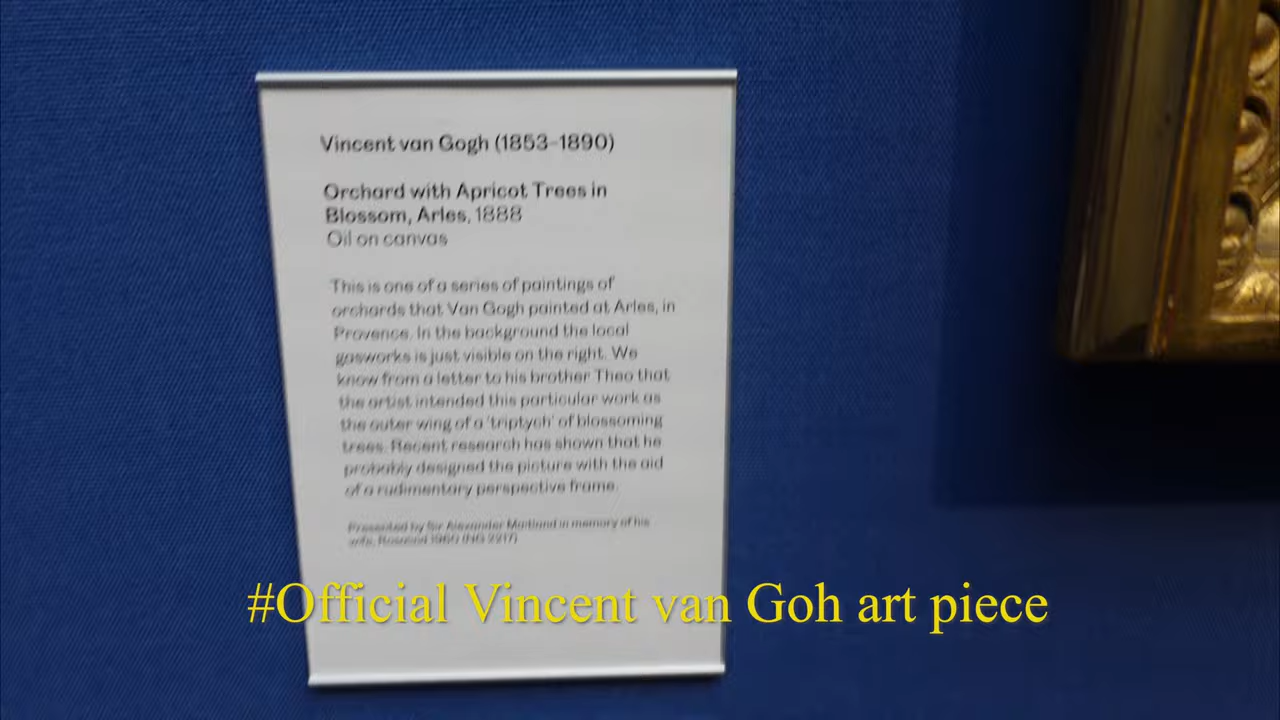 Vincent van Gogh (1853-1890)
Orchard with Apricot Trees in
Blossom, Arles, 1888
Oil on canvas
This is one of a series of paintings of
orchards that Van Gogh painted at Arles, in
Provence. In the background the local
gasworks is just visible on the right. We
know from a letter to his brother Theo that
the artist intended this particular work as
the outer wing of a 'triptych' of blossoming
trees. Recent research has shown that he
probably designed the picture with the aid
of a rudimentary perspective frame.
Presented by Sir Alexander Maitland in memory of his
wife, Rosalind 1960 (NG 2217)
#Official Vincent van Goh art piece